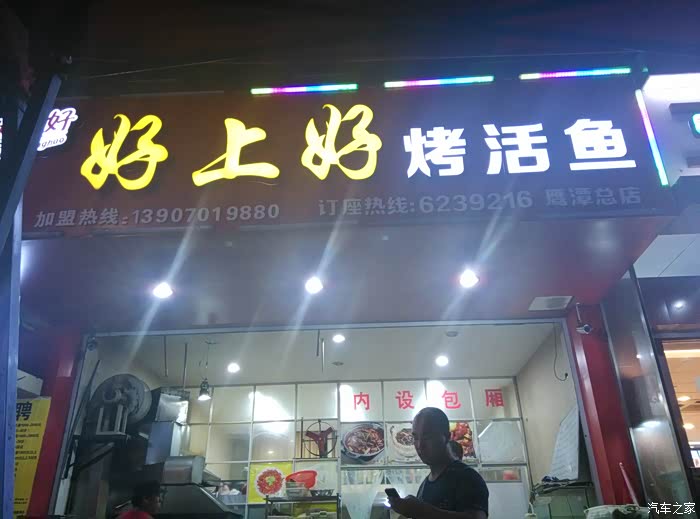 好
好上好 烤活鱼
加盟热线:13907019880 订座热线:6239216 鹰潭总店
内设包厢
聘
汽车之家